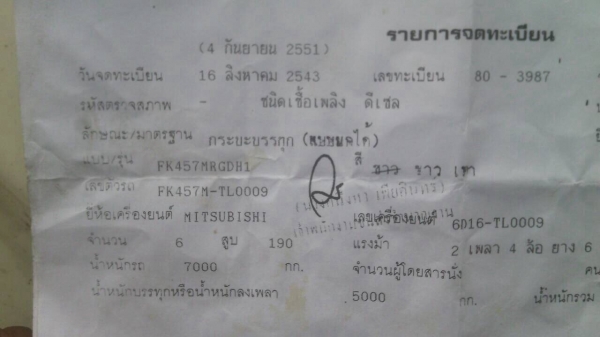 รายการจดทะเบียน
(4 กันยายน 2551)
วันจดทะเบียน 16 สิงหาคม 2543 เลขทะเบียน 80 - 3987
รหัสตรวจสภาพ - ชนิดเชื้อเพลิง ดีเซล
ลักษณะ/มาตรฐาน กระบะบรรทุก
แบบ/รุ่น FK457MRGDH1 สี ขาว เทา
เลขตัวรถ FK457M-TL0009
ยี่ห้อเครื่องยนต์ MITSUBISHI เลขเครื่องยนต์ 6D16-TL0009
จำนวน 6 สูบ 190 แรงม้า 2 เพลา 4 ล้อ ยาง 6
น้ำหนักรถ 7000 กก. จำนวนผู้โดยสารนั่ง คน
น้ำหนักบรรทุกหรือน้ำหนักลงเพลา 5000 กก. น้ำหนักรวม